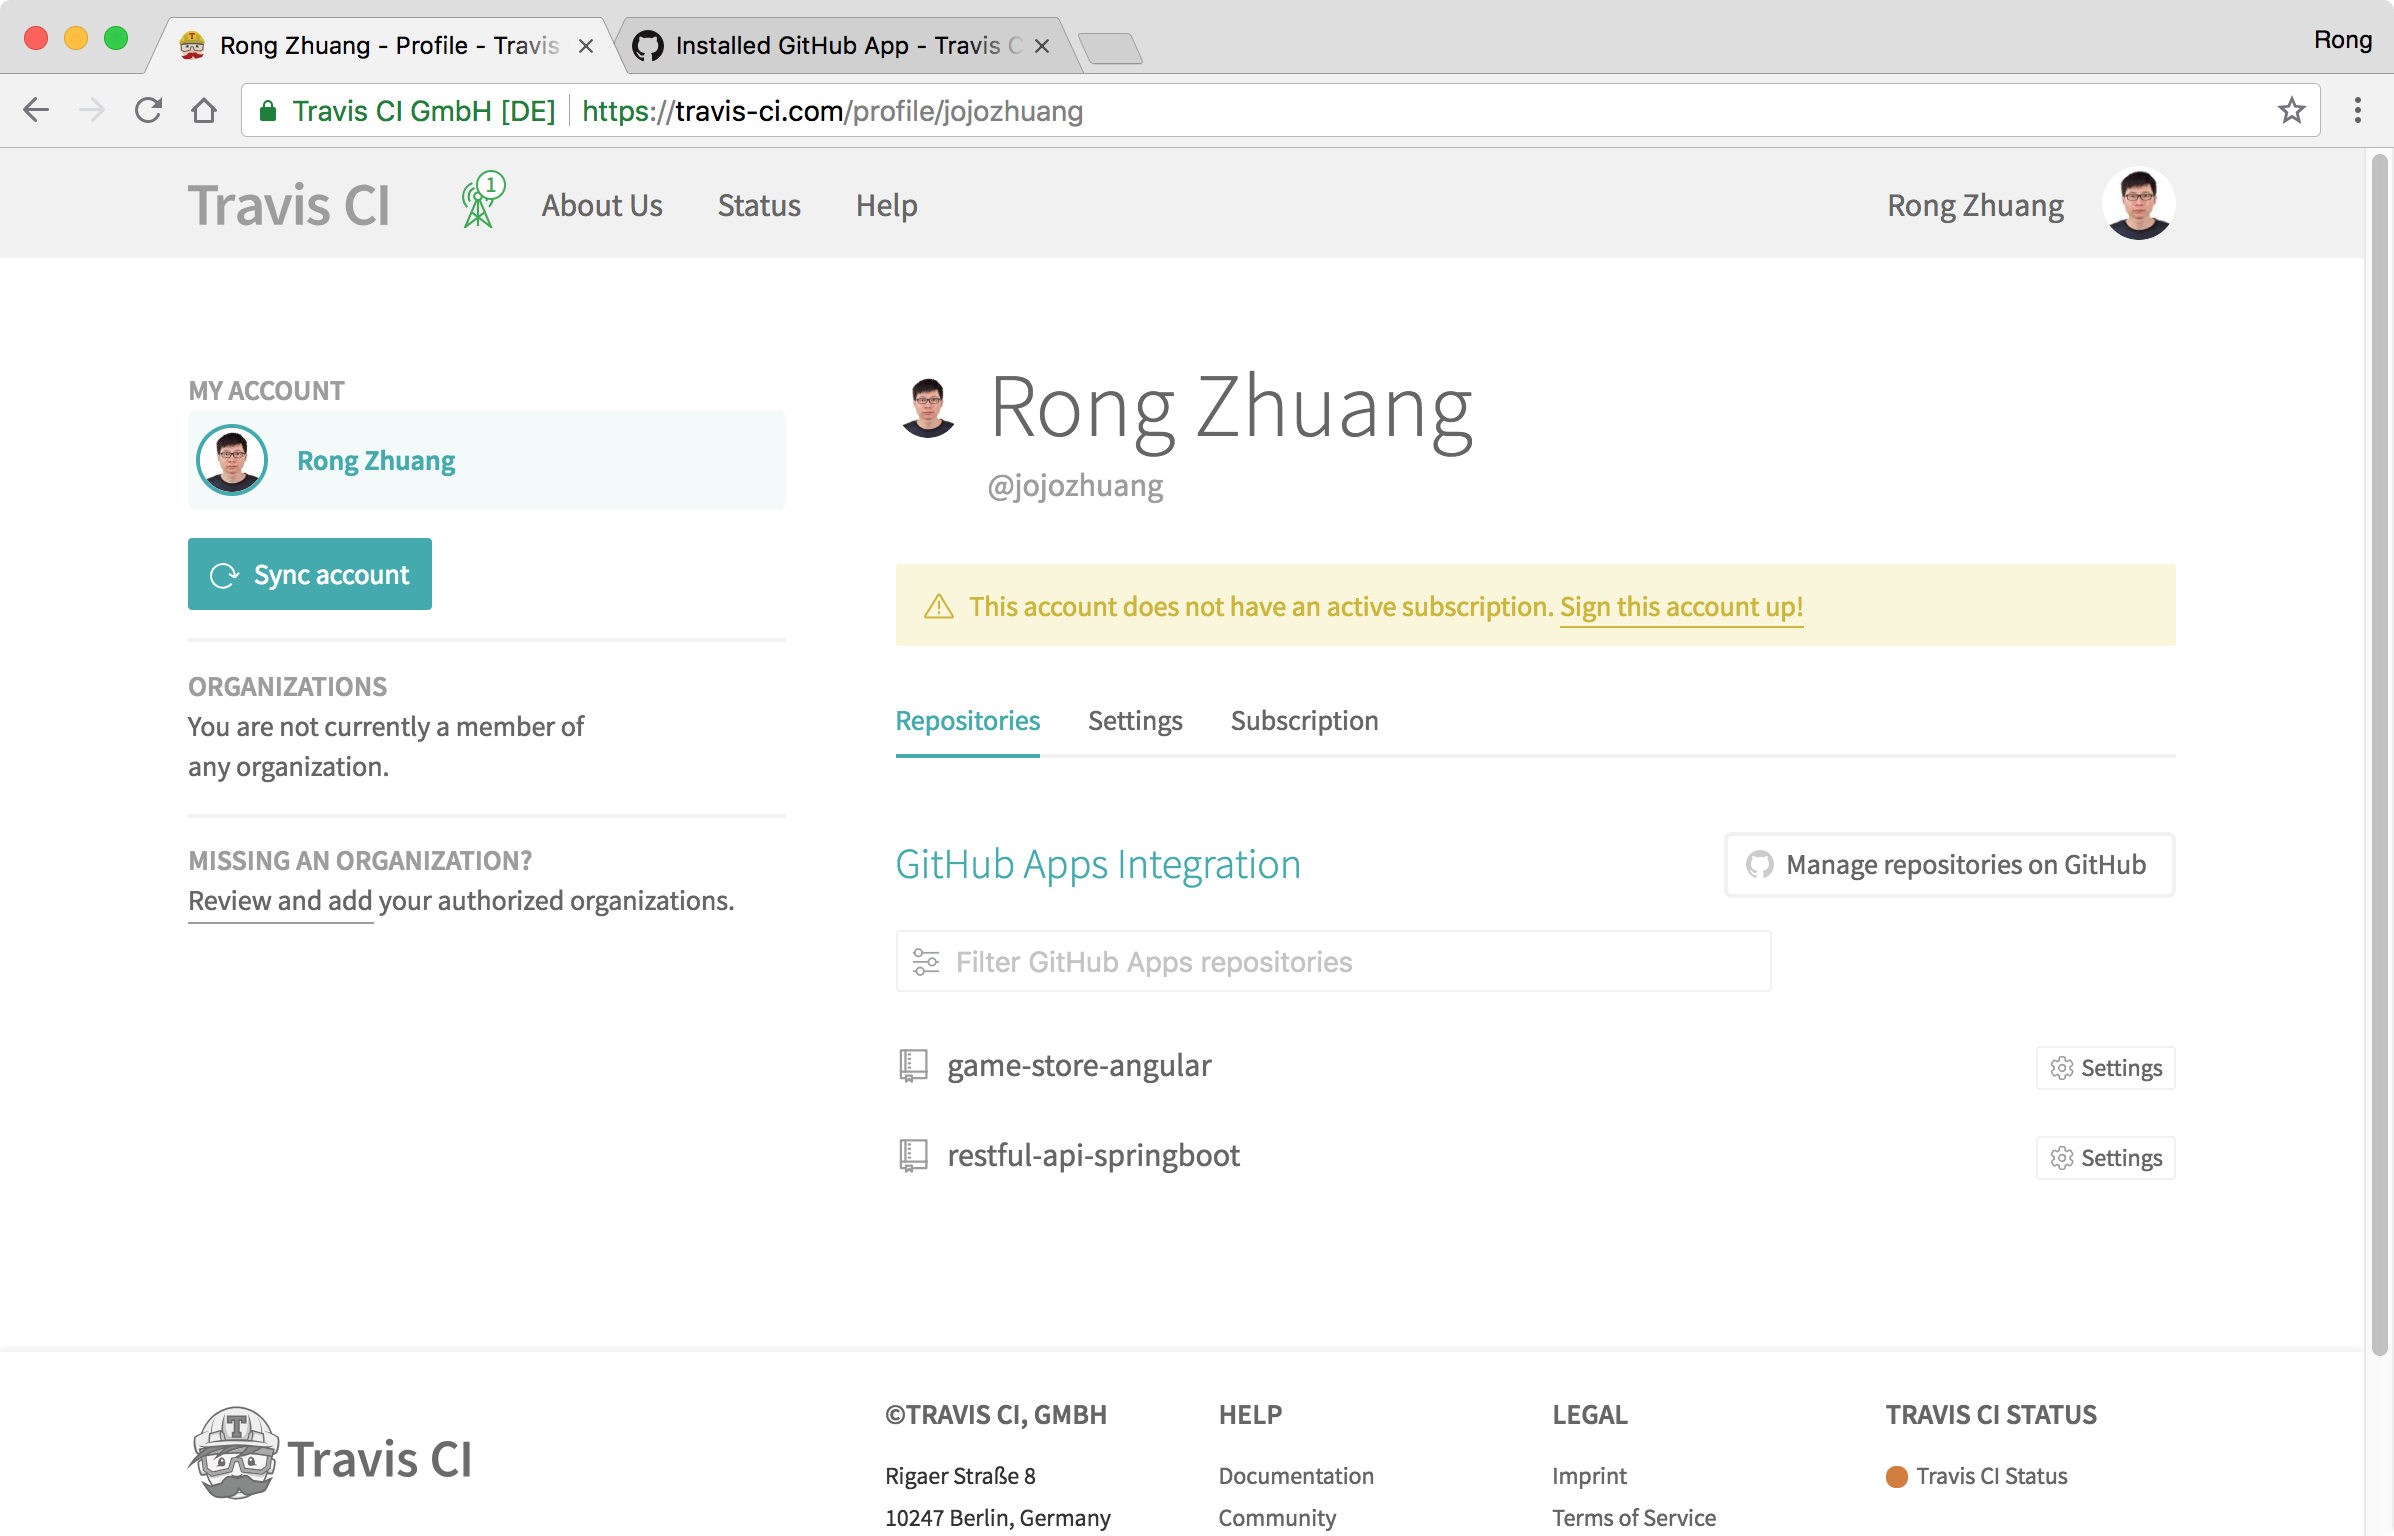 Rong Zhuang - Profile - Travis
Installed GitHub App - Travis C
Rong
Travis CI GmbH [DE]
https://travis-ci.com/profile/jojozhuang
Travis CI
1
About Us
Status
Help
Rong Zhuang
MY ACCOUNT
Rong Zhuang
Sync account
ORGANIZATIONS
You are not currently a member of
any organization.
MISSING AN ORGANIZATION?
Review and add your authorized organizations.
Rong Zhuang
@jojozhuang
This account does not have an active subscription. Sign this account up!
Repositories
Settings
Subscription
GitHub Apps Integration
Manage repositories on GitHub
Filter GitHub Apps repositories
game-store-angular
Settings
restful-api-springboot
Settings
T
Travis CI
©TRAVIS CI, GMBH
Rigaer Straße 8
10247 Berlin, Germany
HELP
Documentation
Community
LEGAL
Imprint
Terms of Service
TRAVIS CI STATUS
Travis CI Status